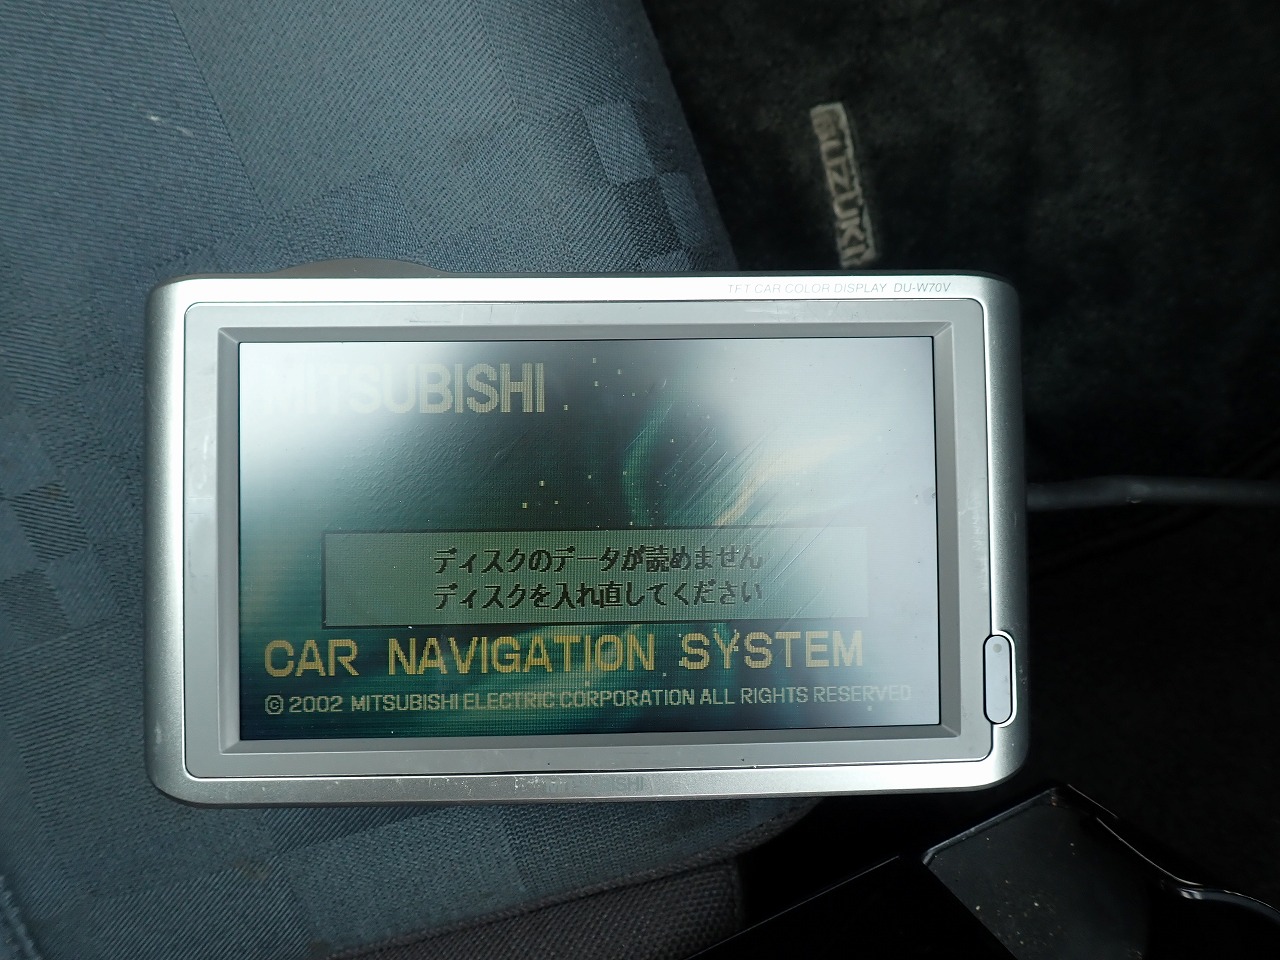 SUZUKI
TFT CAR COLOR DISPLAY DU-W70V
MITSUBISHI
ディスクのデータが読めません
ディスクを入れ直してください
CAR NAVIGATION SYSTEM
© 2002 MITSUBISHI ELECTRIC CORPORATION ALL RIGHTS RESERVED
MITSUBISHI